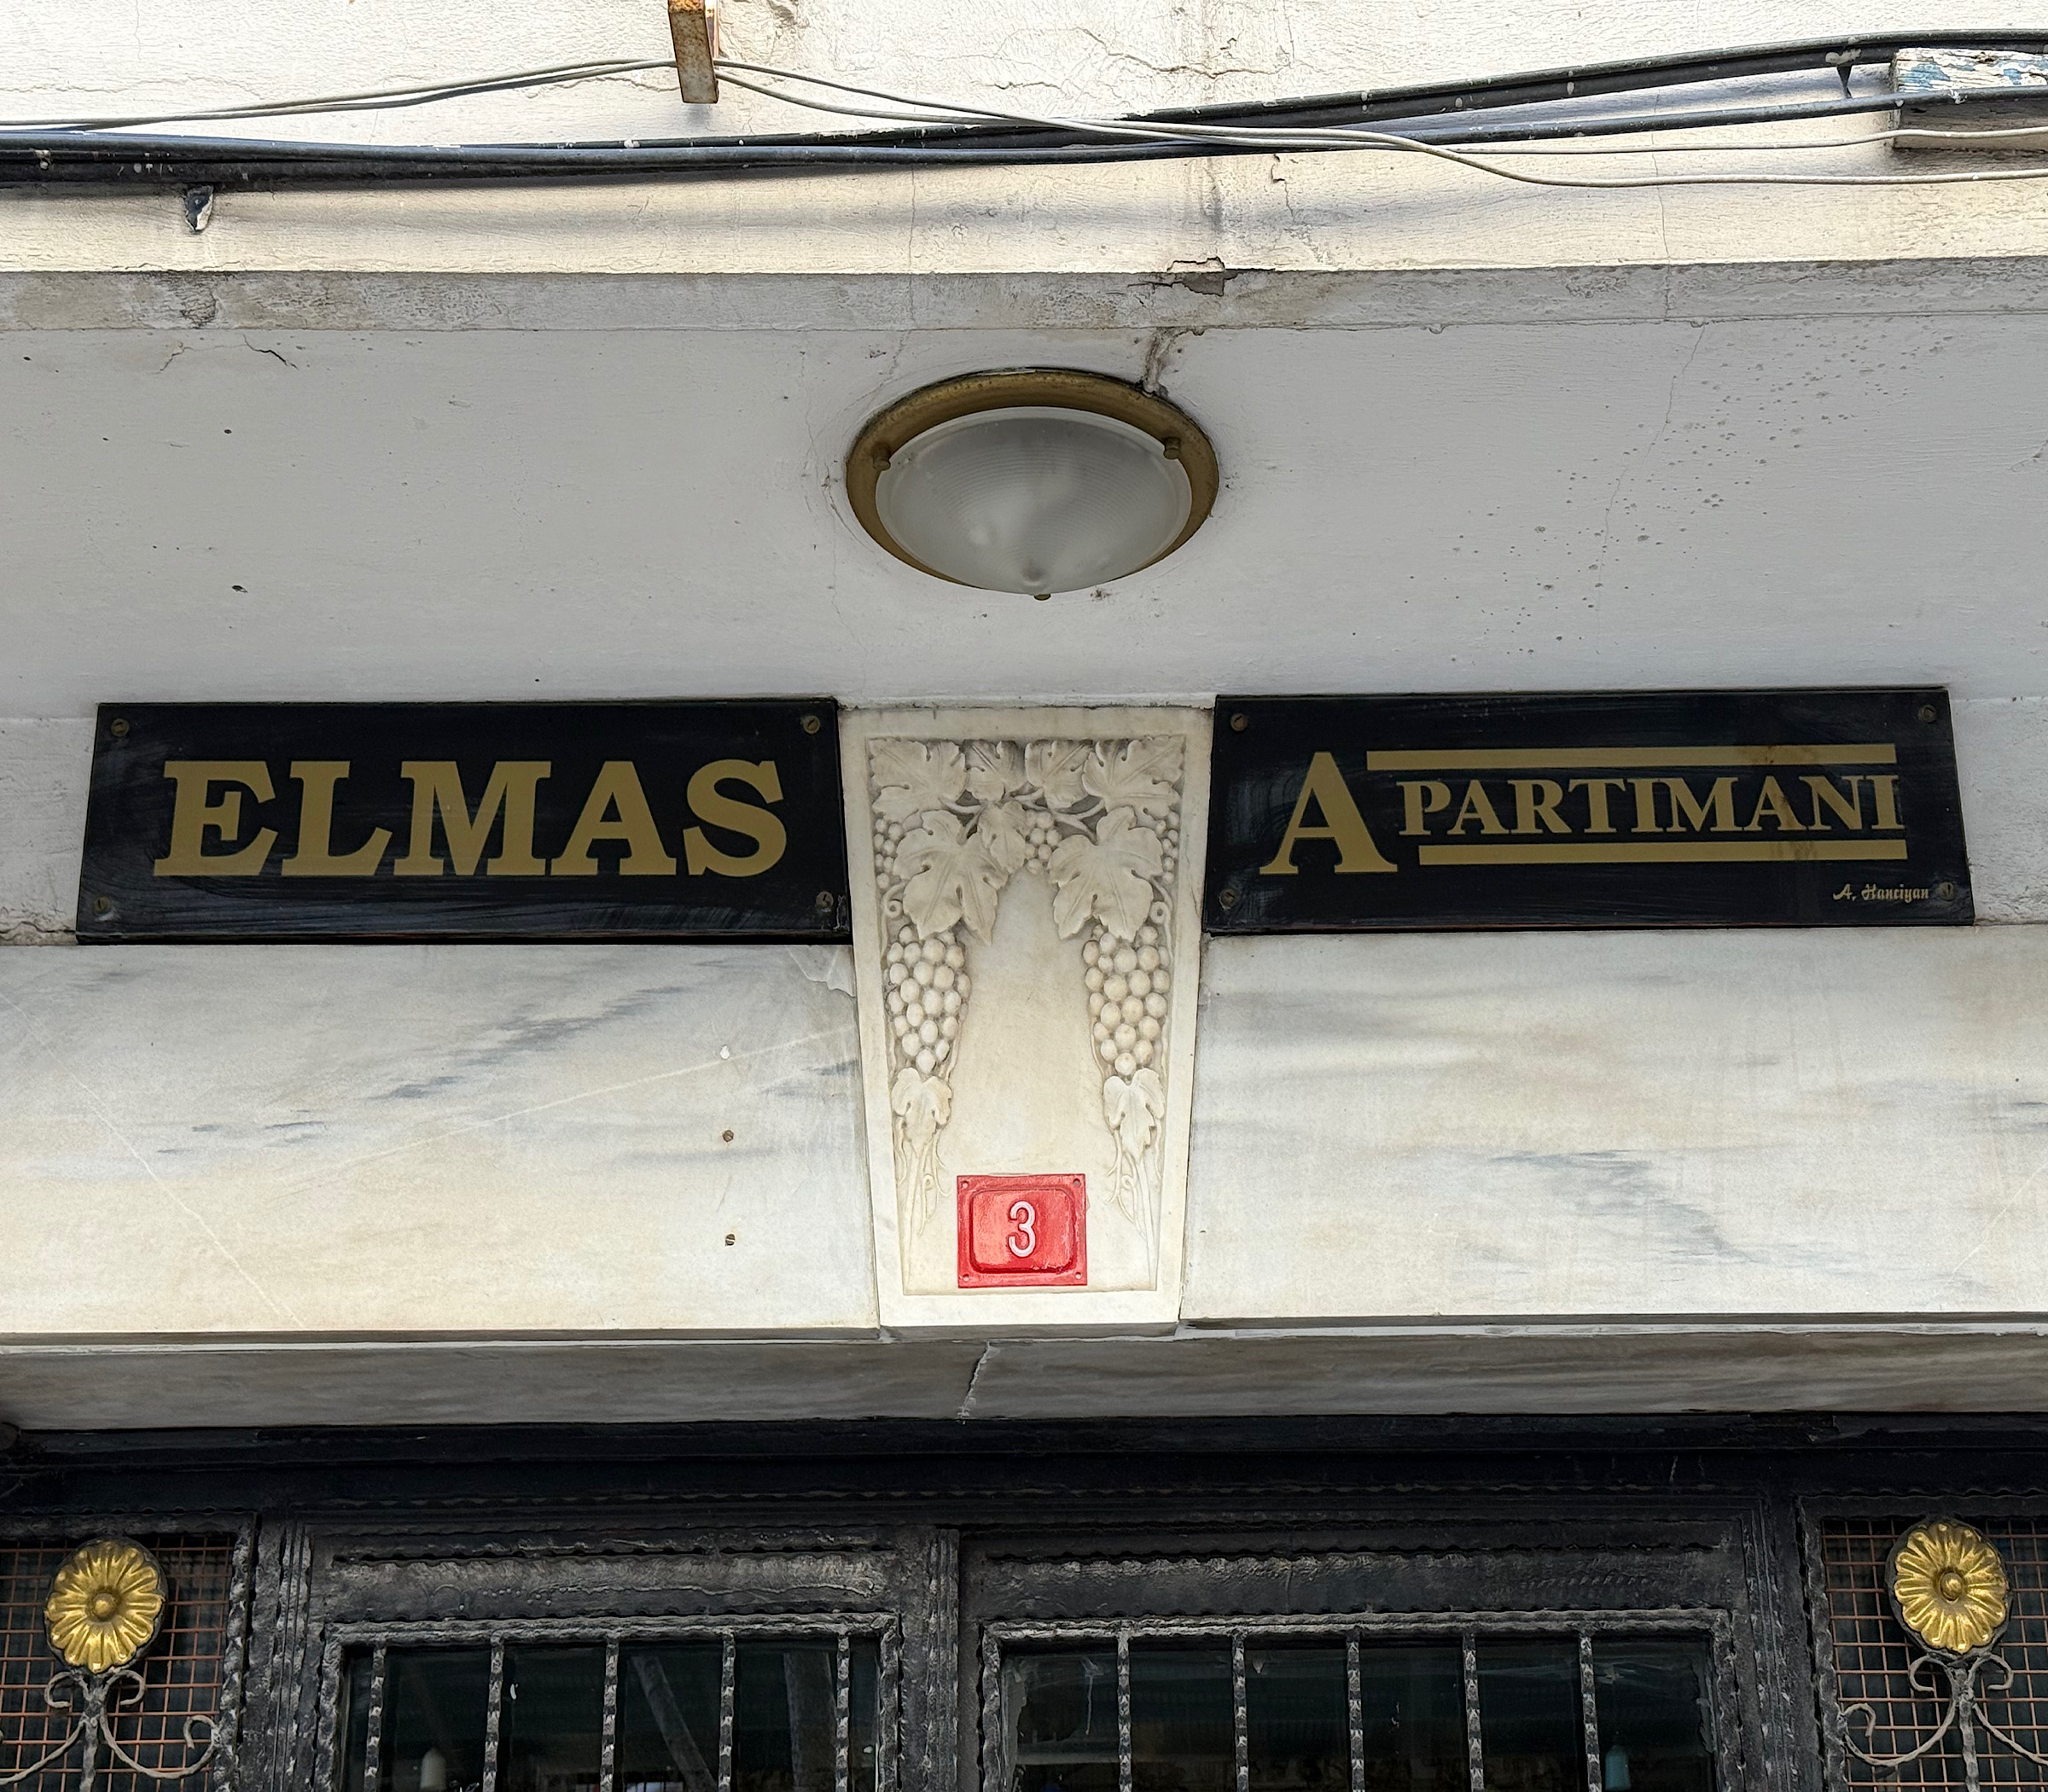 ELMAS
APARTIMANI
A. Hanciyan
3